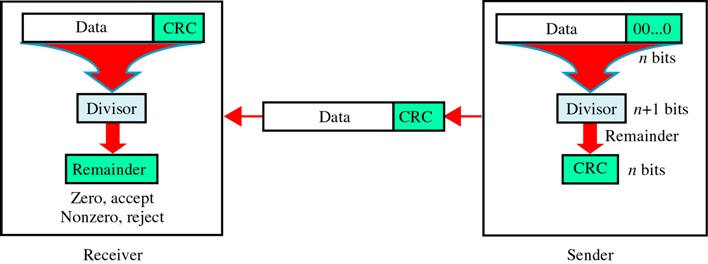 Data
CRC
Divisor
Remainder
Zero, accept
Nonzero, reject
Receiver
Data
CRC
Data
00...0
n bits
Divisor
n+1 bits
Remainder
CRC
n bits
Sender